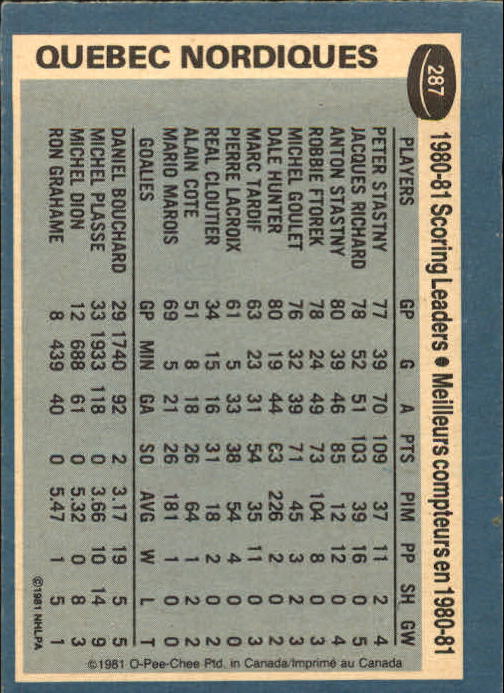 QUEBEC NORDIQUES
287
1980-81 Scoring Leaders • Meilleurs compteurs en 1980-81
PLAYERS GP G A PTS PIM PP SH GW
PETER STASTNY 77 39 70 109 37 11 2 4
JACQUES RICHARD 78 52 51 103 39 16 0 5
ANTON STASTNY 80 39 46 85 12 12 0 4
ROBBIE FTOREK 78 24 49 73 104 8 0 3
MICHEL GOULET 76 32 39 71 45 3 2 3
DALE HUNTER 80 19 44 63 226 2 0 2
MARC TARDIF 63 23 31 54 35 11 0 3
PIERRE LACROIX 61 5 33 38 54 4 0 0
REAL CLOUTIER 34 15 16 31 18 2 0 2
ALAIN COTE 51 8 18 26 64 1 2 2
MARIO MAROIS 69 5 21 26 181 1 0 0
GOALES GP MIN GA SO AVG W L T
DANIEL BOUCHARD 29 1740 92 2 3.17 19 5 5
MICHEL PLASSE 33 1933 118 0 3.66 10 14 9
MICHEL DION 12 688 61 0 5.32 0 8 3
RON GRAHAME 8 439 40 0 5.47 1 5 1
©1981 NHLPA
©1981 O-Pee-Chee Ptd. in Canada/Imprimé au Canada